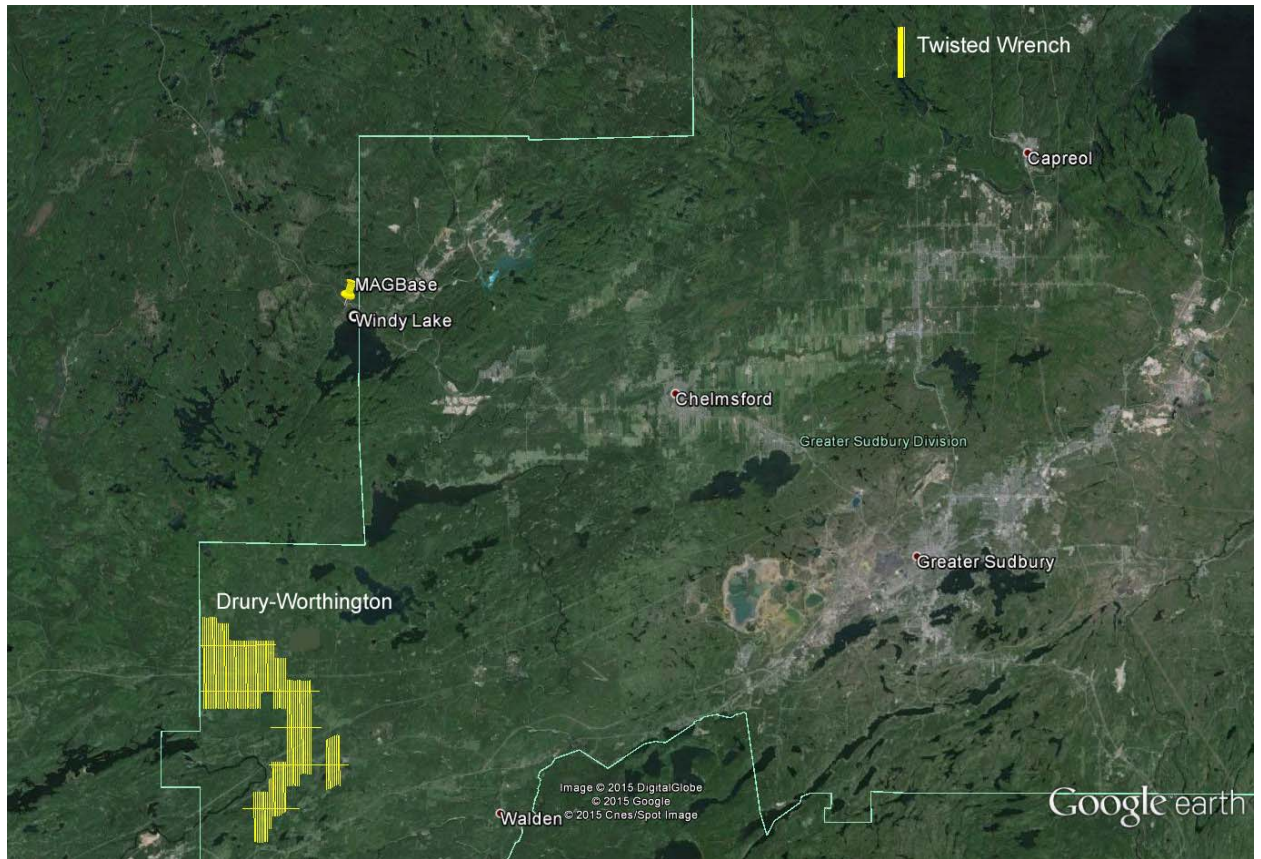 Twisted Wrench
Capreol
MAGBase
Windy Lake
Chelmsford
Greater Sudbury Division
Greater Sudbury
Drury-Worthington
Image © 2015 DigitalGlobe
© 2015 Google
Walden
© 2015 Cnes/Spot Image
Google earth